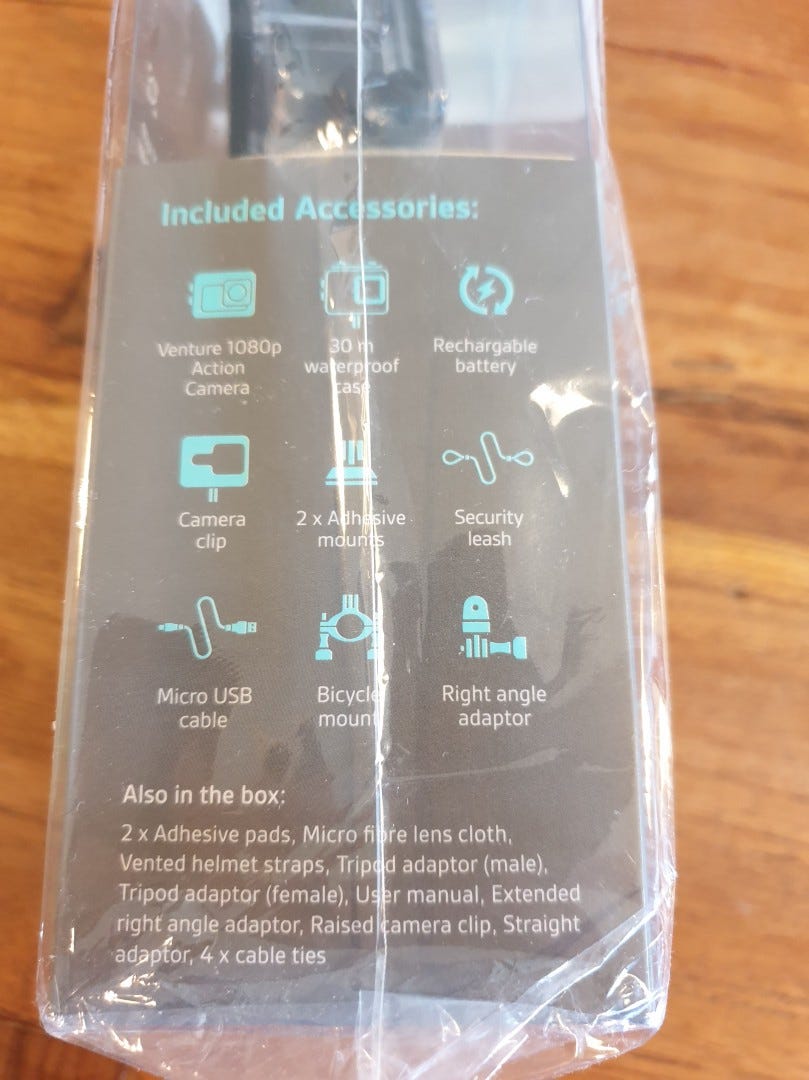 Included Accessories:
Venture 1080p
Action
Camera
30 m
waterproof
case
Rechargable
battery
Camera
clip
2 x Adhesive
mounts
Security
leash
Micro USB
cable
Bicycle
mount
Right angle
adaptor
Also in the box:
2 x Adhesive pads, Micro fibre lens cloth,
Vented helmet straps, Tripod adaptor (male),
Tripod adaptor (female), User manual, Extended
right angle adaptor, Raised camera clip, Straight
adaptor, 4 x cable ties